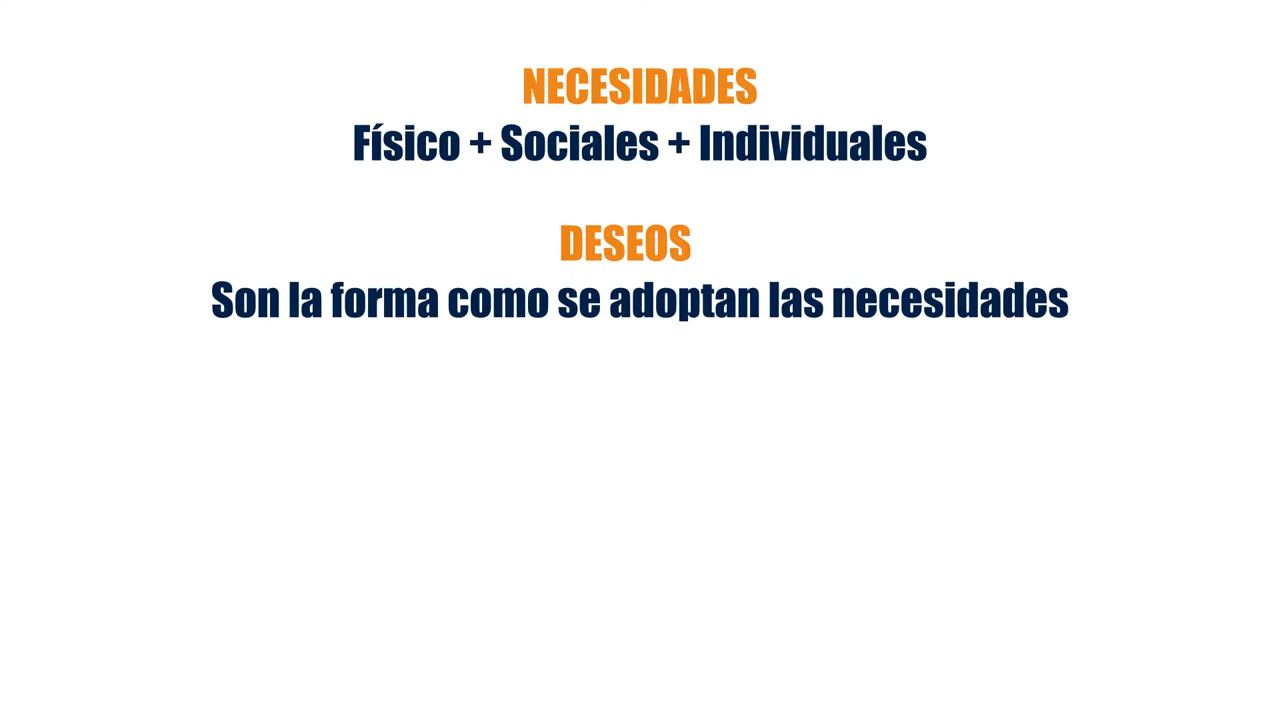 NECESIDADES
Físico + Sociales + Individuales
DESEOS
Son la forma como se adoptan las necesidades